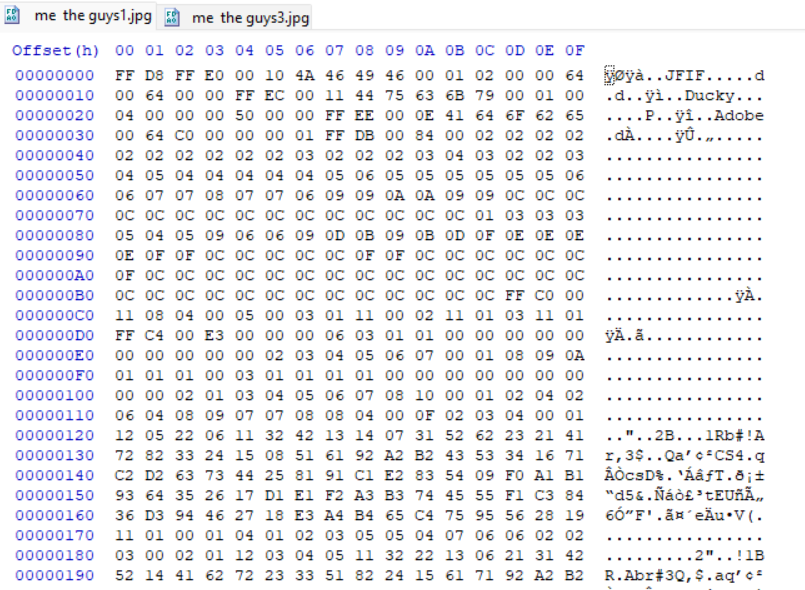 me the guys1.jpg me the guys3.jpg
Offset(h) 00 01 02 03 04 05 06 07 08 09 0A 0B 0C 0D 0E 0F
00000000 FF D8 FF E0 00 10 4A 46 49 46 00 01 02 00 00 64 ÿØÿà..JFIF.....d
00000010 00 64 00 00 FF EC 00 11 44 75 63 6B 79 00 01 00 .d..ÿì..Ducky...
00000020 04 00 00 00 50 00 00 FF EE 00 0E 41 64 6F 62 65 ....P..ÿî..Adobe
00000030 00 64 C0 00 00 00 01 FF DB 00 84 00 02 02 02 02 .dÀ....ÿÛ.„.....
00000040 02 02 02 02 02 03 02 02 02 03 04 03 02 02 03 ................
00000050 04 05 04 04 04 04 04 05 06 05 05 05 05 05 05 06 ................
00000060 06 07 07 08 07 07 06 09 09 0A 0A 09 09 0C 0C 0C ................
00000070 0C 0C 0C 0C 0C 0C 0C 0C 0C 0C 0C 0C 01 03 03 03 ................
00000080 05 04 05 09 06 06 09 0D 0B 09 0B 0D 0F 0E 0E 0E ................
00000090 0E 0F 0F 0C 0C 0C 0C 0C 0F 0F 0C 0C 0C 0C 0C 0C ................
000000A0 0F 0C 0C 0C 0C 0C 0C 0C 0C 0C 0C 0C 0C 0C 0C 0C ................
000000B0 0C 0C 0C 0C 0C 0C 0C 0C 0C 0C 0C 0C 0C FF C0 00 .............ÿÀ.
000000C0 11 08 04 00 05 00 03 01 11 00 02 11 01 03 11 01 ................
000000D0 FF C4 00 E3 00 00 00 06 03 01 01 00 00 00 00 00 ÿÄ.ã............
000000E0 00 00 00 00 00 02 03 04 05 06 07 00 01 08 09 0A ................
000000F0 01 01 01 00 03 01 01 01 01 00 00 00 00 00 00 00 ................
00000100 00 00 02 01 03 04 05 06 07 08 10 00 01 02 04 02 ................
00000110 06 04 08 09 07 07 08 08 04 00 0F 02 03 04 00 01 ................
00000120 12 05 22 06 11 32 42 13 14 07 31 52 62 23 21 41 .."..2B...1Rb#!A
00000130 72 82 33 24 15 08 51 61 92 A2 B2 43 53 34 16 71 r‚3$..Qa’¢²CS4.q
00000140 C2 D2 63 73 44 25 81 91 C1 E2 83 54 09 F0 A1 B1 ÂÒcsD%.‘ÁâƒT.ð¡±
00000150 93 64 35 26 17 D1 E1 F2 A3 B3 74 45 55 F1 C3 84 “d5&.Ñáò£³tEUñÃ„
00000160 36 D3 94 46 27 18 E3 A4 B4 65 C4 75 95 56 28 19 6Ó”F'.ã¤´eÄu•V(.
00000170 11 01 00 01 04 01 02 03 05 05 04 07 06 06 02 02 ................
00000180 03 00 02 01 12 03 04 05 11 32 22 13 06 21 31 42 .........2"..!1B
00000190 52 14 41 62 72 23 33 51 82 24 15 61 71 92 A2 B2 R.Abr#3Q‚$.aq’¢²